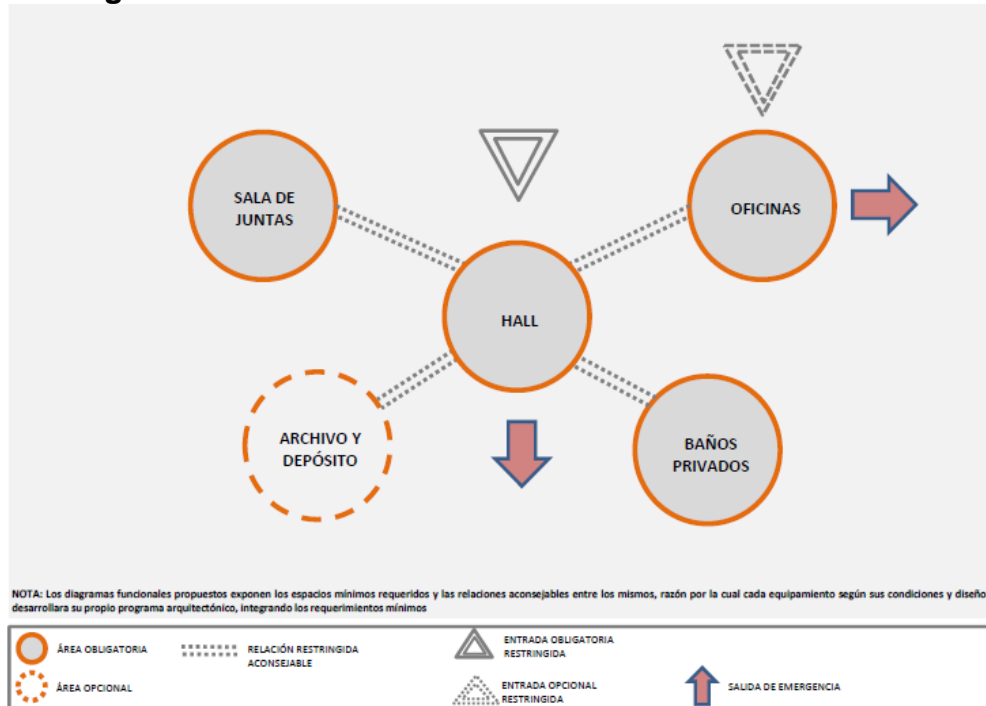 SALA DE
JUNTAS
OFICINAS
HALL
ARCHIVO Y
DEPÓSITO
BAÑOS
PRIVADOS
NOTA: Los diagramas funcionales propuestos exponen los espacios mínimos requeridos y las relaciones aconsejables entre los mismos, razón por la cual cada equipamiento según sus condiciones y diseño
desarrollara su propio programa arquitectónico, integrando los requerimientos mínimos
ÁREA OBLIGATORIA
RELACIÓN RESTRINGIDA
ACONSEJABLE
ENTRADA OBLIGATORIA
RESTRINGIDA
ÁREA OPCIONAL
ENTRADA OPCIONAL
RESTRINGIDA
SALIDA DE EMERGENCIA